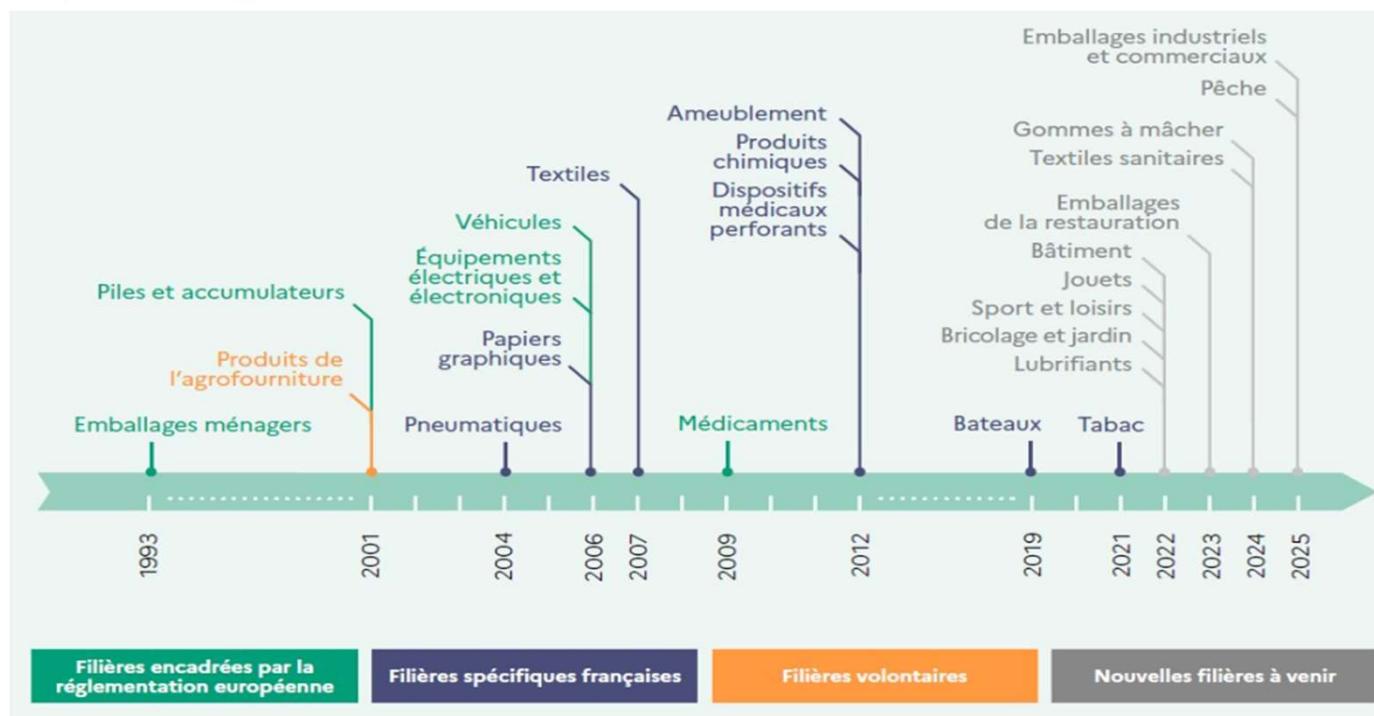 Emballages industriels
et commerciaux
Pêche
Ameublement
Produits
chimiques
Dispositifs
médicaux
perforants
Gommes à mâcher
Textiles sanitaires
Textiles
Emballages
de la restauration
Véhicules
Bâtiment
Équipements
électriques et
électroniques
Jouets
Piles et accumulateurs
Sport et loisirs
Papiers
graphiques
Bricolage et jardin
Produits de
l'agrofourniture
Lubrifiants
Emballages ménagers
Pneumatiques
Médicaments
Bateaux
Tabac
1993
2001
2004
2006
2007
2009
2012
2019
2021
2022
2023
2024
2025
Filières encadrées par la
réglementation européenne
Filières spécifiques françaises
Filières volontaires
Nouvelles filières à venir